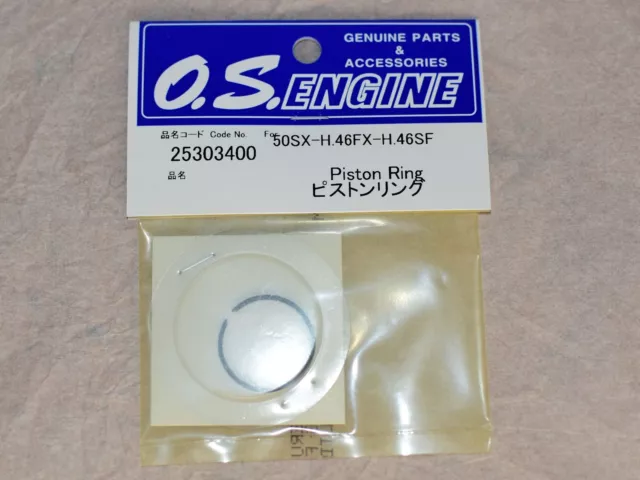 GENUINE PARTS
&
ACCESSORIES
O.S.ENGINE
品名コード Code No. For
50SX-H.46FX-H.46SF
25303400
品名
Piston Ring
ピストンリング